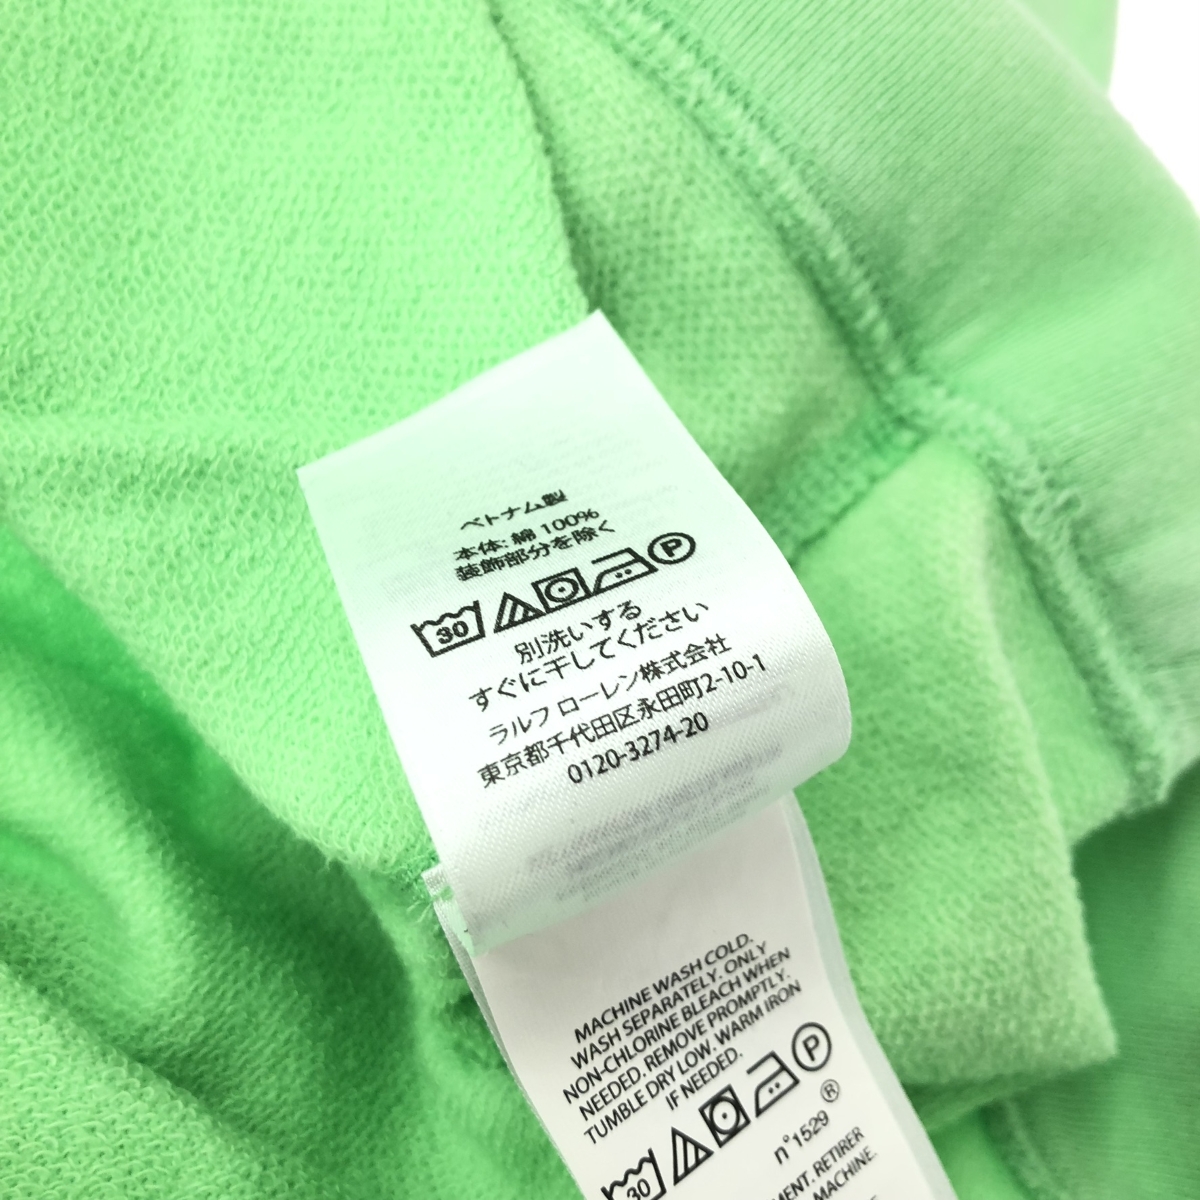 ベトナム製
本体: 綿 100%
装飾部分を除く
30 P
別洗いする
すぐに干してください
ラルフ ローレン株式会社
東京都千代田区永田町2-10-1
0120-3274-20
MACHINE WASH COLD.
WASH SEPARATELY. ONLY
NON-CHLORINE BLEACH WHEN
NEEDED. REMOVE PROMPTLY.
TUMBLE DRY LOW. WARM IRON
IF NEEDED.
30 P
n°1529 ®
MENT. RETIRER
MACHINE.